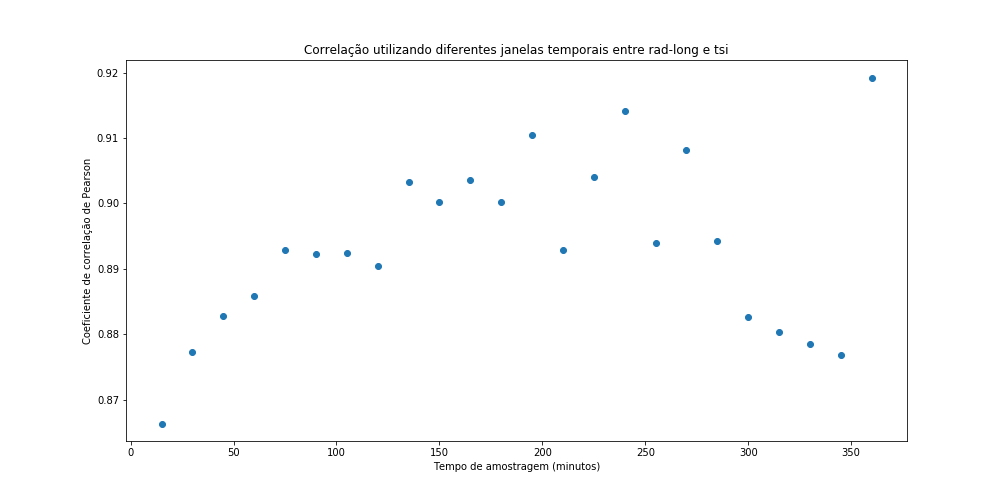 Correlação utilizando diferentes janelas temporais entre rad-long e tsi
Coeficiente de correlação de Pearson
0.92
0.91
0.90
0.89
0.88
0.87
0 50 100 150 200 250 300 350
Tempo de amostragem (minutos)